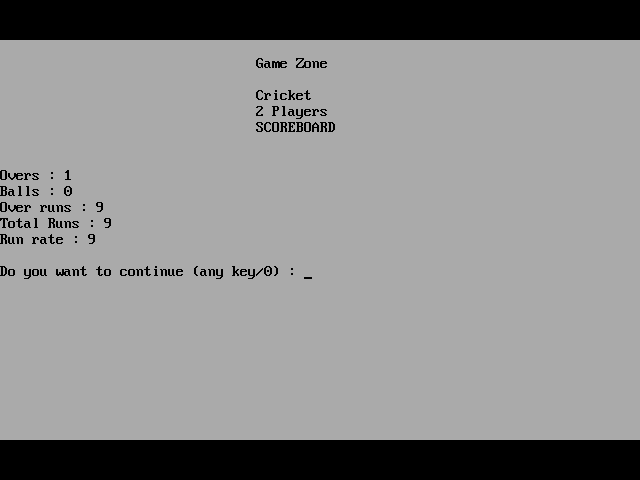 Game Zone
Cricket
2 Players
SCOREBOARD
Overs : 1
Balls : 0
Over runs : 9
Total Runs : 9
Run rate : 9
Do you want to continue (any key/0) : _